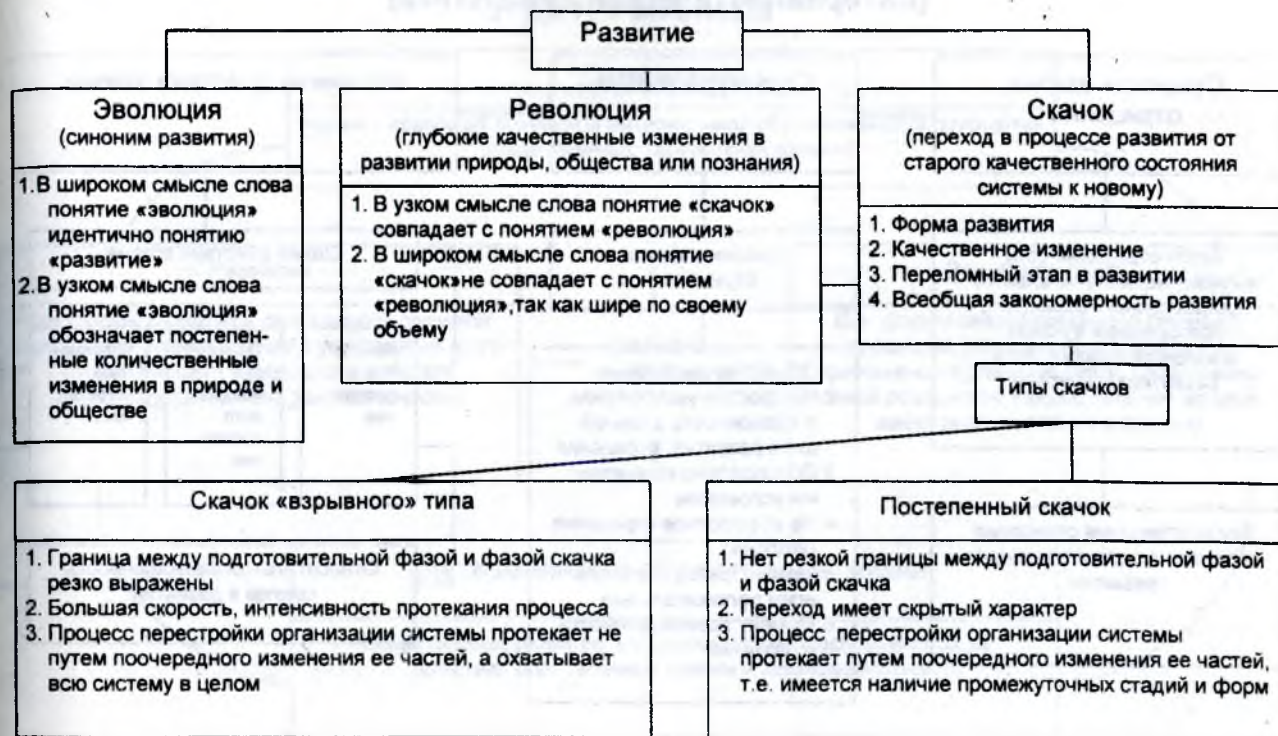 Развитие
Эволюция
(синоним развития)
1.В широком смысле слова
понятие «эволюция»
идентично понятию
«развитие»
2.В узком смысле слова
понятие «эволюция»
обозначает постепен-
ные количественные
изменения в природе и
обществе
Революция
(глубокие качественные изменения в
развитии природы, общества или познания)
1. В узком смысле слова понятие «скачок»
совпадает с понятием «революция»
2. В широком смысле слова понятие
«скачок»не совпадает с понятием
«революция»,так как шире по своему
объему
Скачок
(переход в процессе развития от
старого качественного состояния
системы к новому)
1. Форма развития
2. Качественное изменение
3. Переломный этап в развитии
4. Всеобщая закономерность развития
Типы скачков
Скачок «взрывного» типа
1. Граница между подготовительной фазой и фазой скачка
резко выражены
2. Большая скорость, интенсивность протекания процесса
3. Процесс перестройки организации системы протекает не
путем поочередного изменения ее частей, а охватывает
всю систему в целом
Постепенный скачок
1. Нет резкой границы между подготовительной фазой
и фазой скачка
2. Переход имеет скрытый характер
3. Процесс перестройки организации системы
протекает путем поочередного изменения ее частей,
т.е. имеется наличие промежуточных стадий и форм